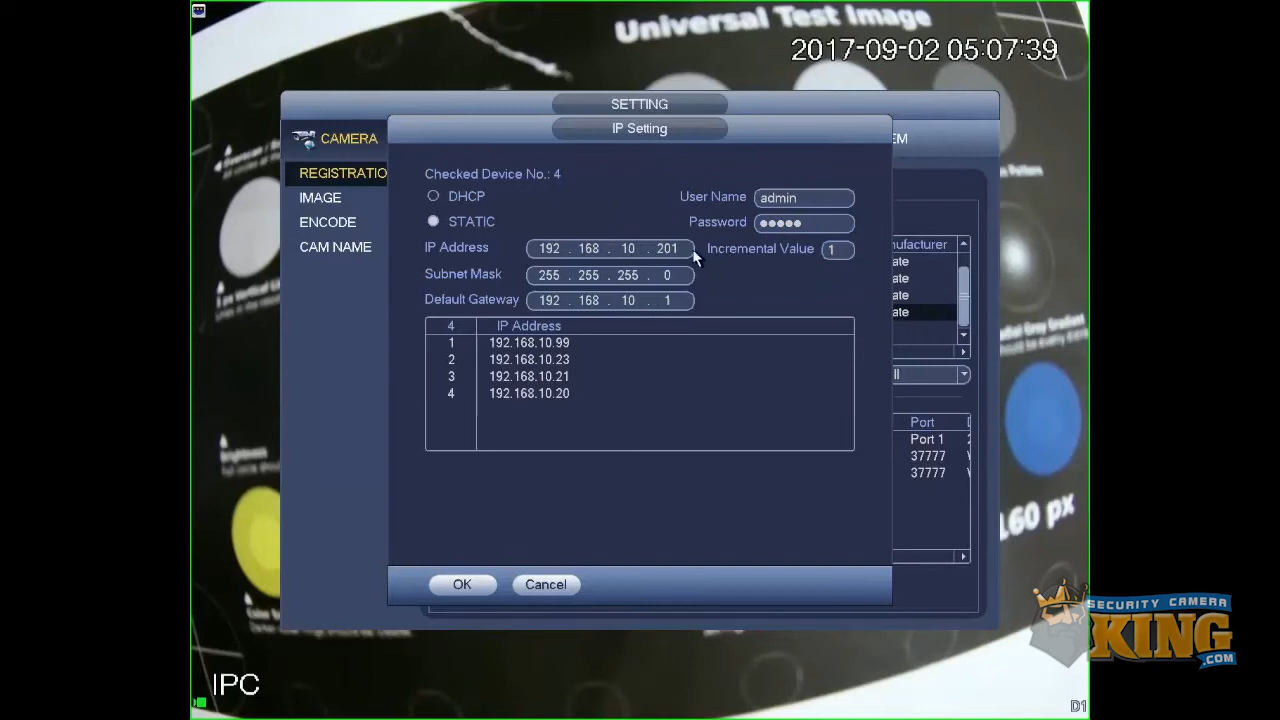 Universal Test Image
2017-09-02 05:07:39
SETTING
IP Setting
CAMERA
EM
REGISTRATIO
IMAGE
ENCODE
CAM NAME
Checked Device No.: 4
DHCP
User Name admin
STATIC
Password ●●●●●
IP Address 192 . 168 . 10 . 201
Incremental Value 1
Subnet Mask 255 . 255 . 255 . 0
Default Gateway 192 . 168 . 10 . 1
4 IP Address
1 192.168.10.99
2 192.168.10.23
3 192.168.10.21
4 192.168.10.20
nufacturer
ate
ate
ate
ate
ll
Port
Port 1
37777
37777
OK
Cancel
Brightness
160 px
SECURITY CAMERA
KING
.COM
IPC
D1